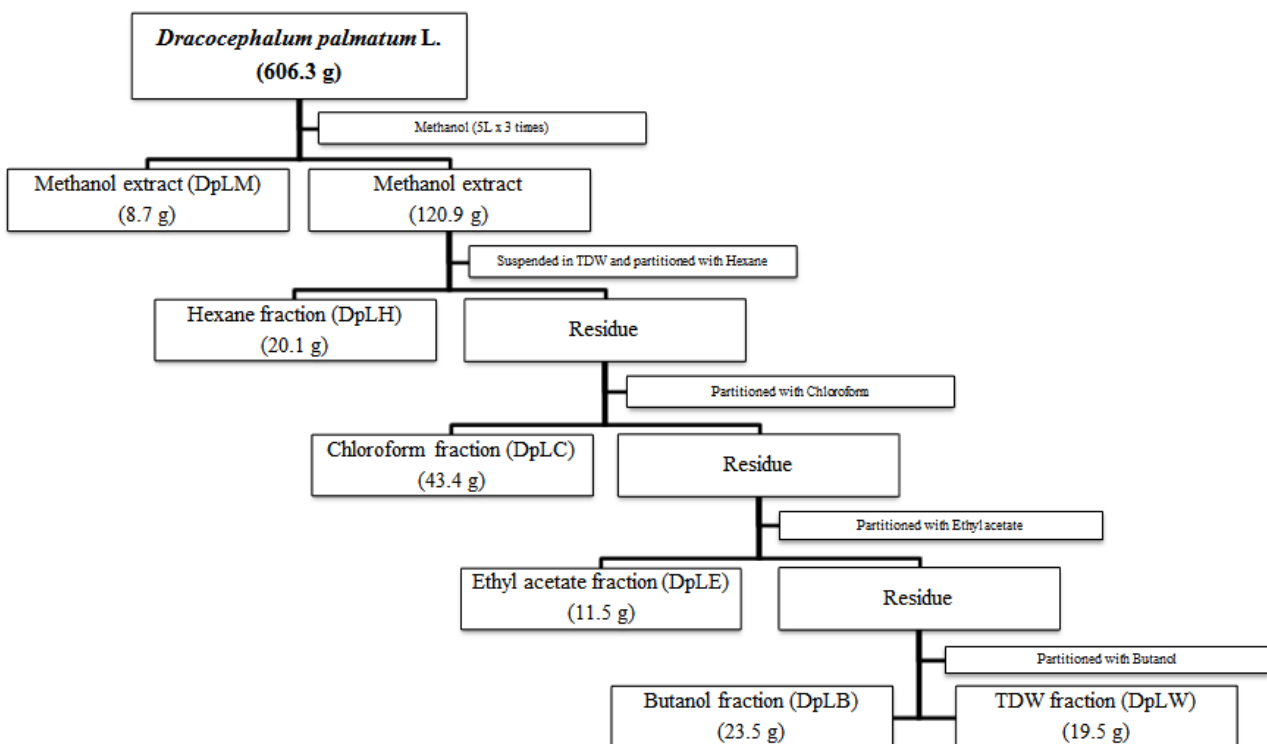 Dracocephalum palmatum L.
(606.3 g)
Methanol (5L x 3 times)
Methanol extract (DpLM)
(8.7 g)
Methanol extract
(120.9 g)
Suspended in TDW and partitioned with Hexane
Hexane fraction (DpLH)
(20.1 g)
Residue
Partitioned with Chloroform
Chloroform fraction (DpLC)
(43.4 g)
Residue
Partitioned with Ethyl acetate
Ethyl acetate fraction (DpLE)
(11.5 g)
Residue
Partitioned with Butanol
Butanol fraction (DpLB)
(23.5 g)
TDW fraction (DpLW)
(19.5 g)